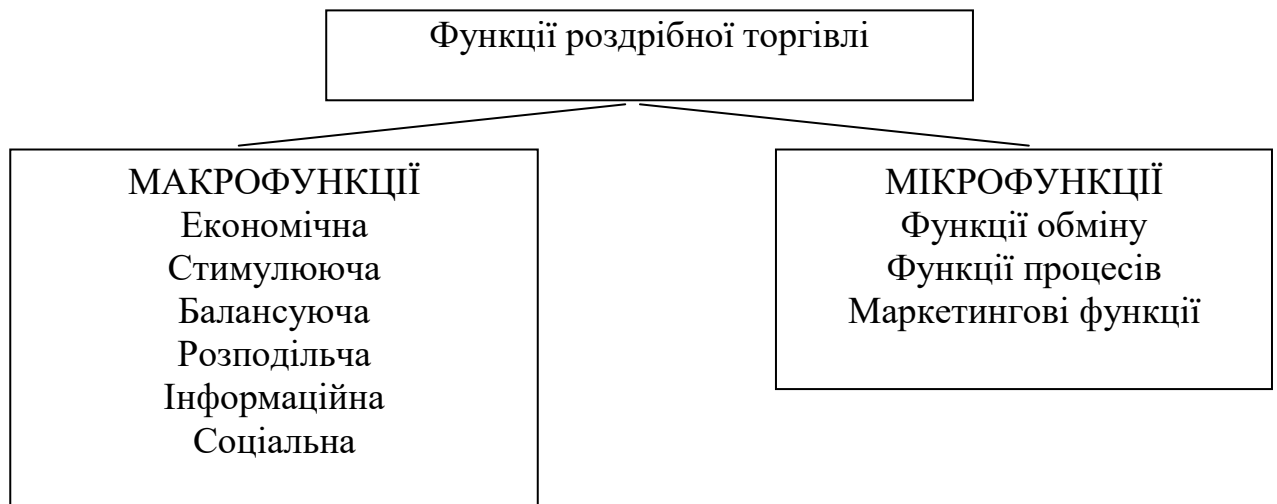 Функції роздрібної торгівлі
МАКРОФУНКЦІЇ
Економічна
Стимулююча
Балансуюча
Розподільча
Інформаційна
Соціальна
МІКРОФУНКЦІЇ
Функції обміну
Функції процесів
Маркетингові функції